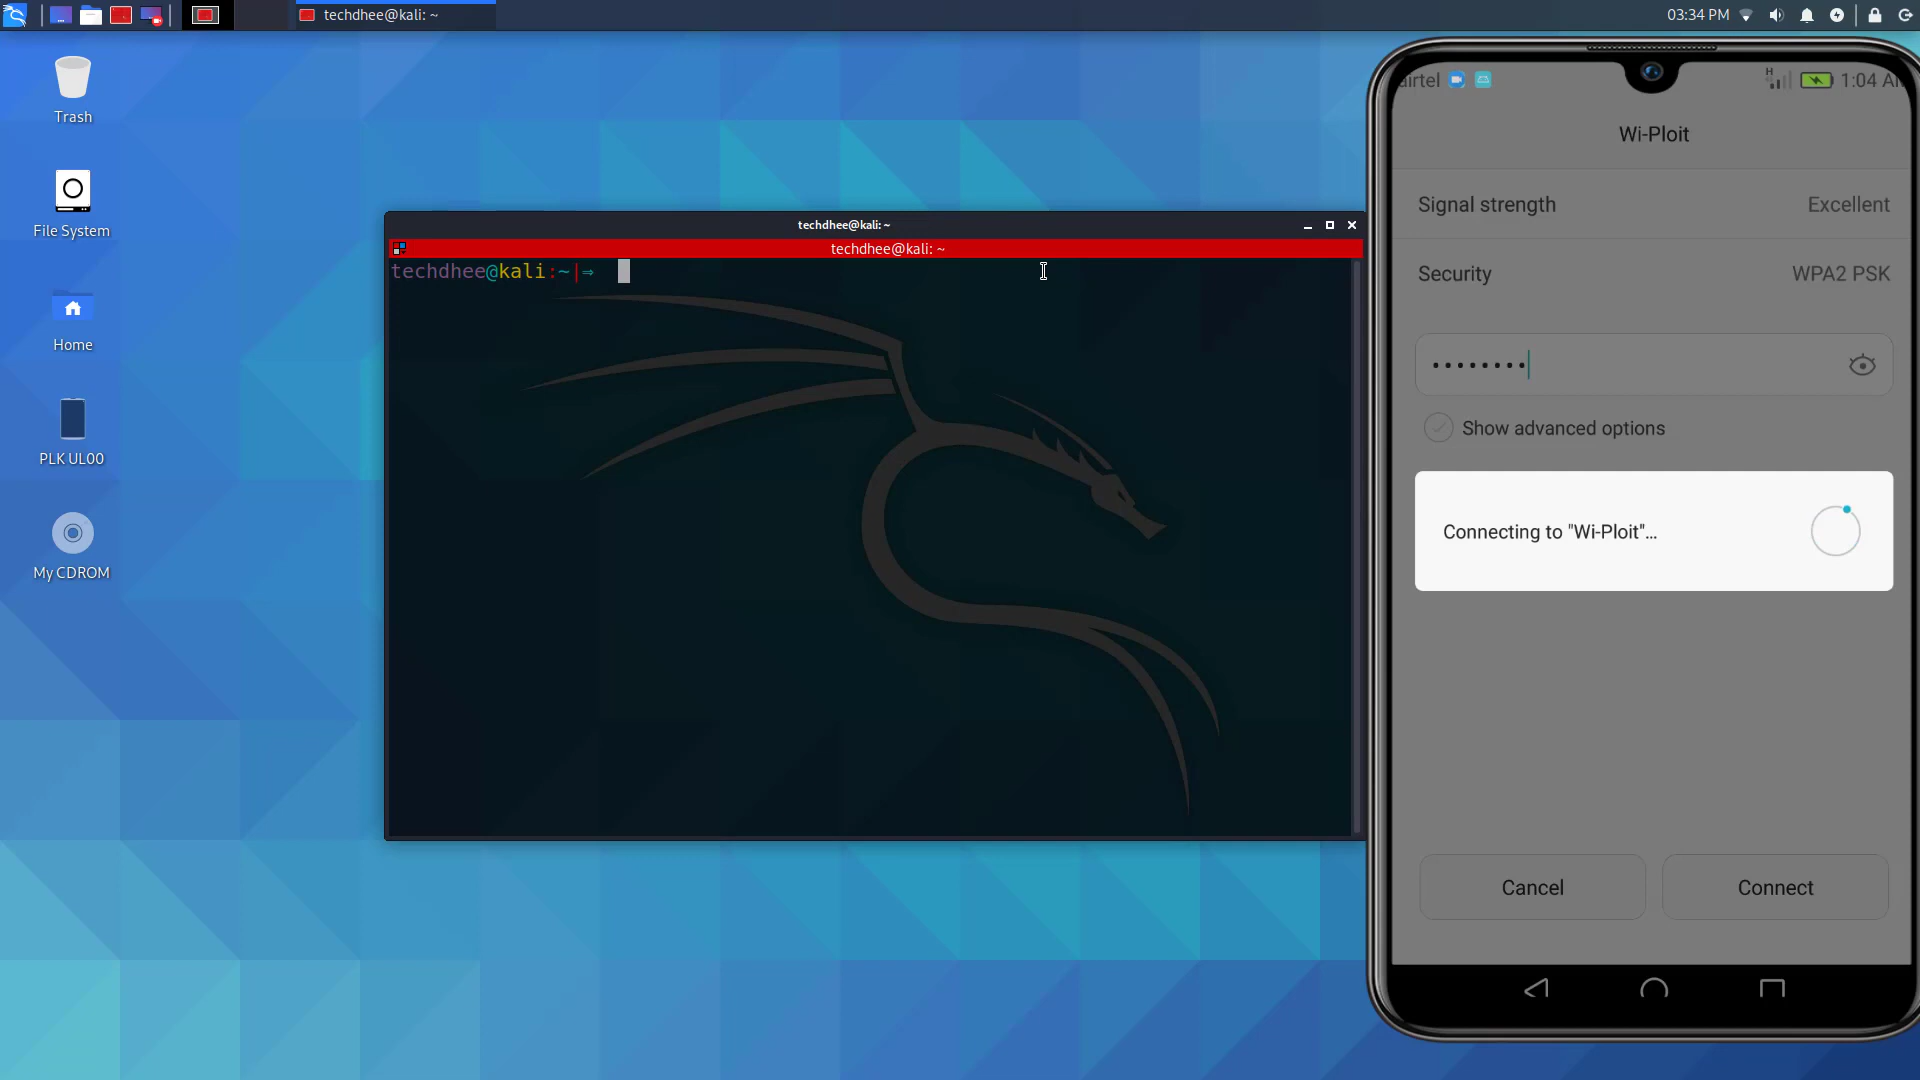 techdhee@kali: ~
03:34 PM
Trash
File System
Home
PLK UL00
My CDROM
techdhee@kali: ~
techdhee@kali: ~
techdhee@kali:~|⇒
airtel
H
1:04 A
Wi-Ploit
Signal strength Excellent
Security WPA2 PSK
••••••••
Show advanced options
Connecting to "Wi-Ploit"...
Cancel Connect